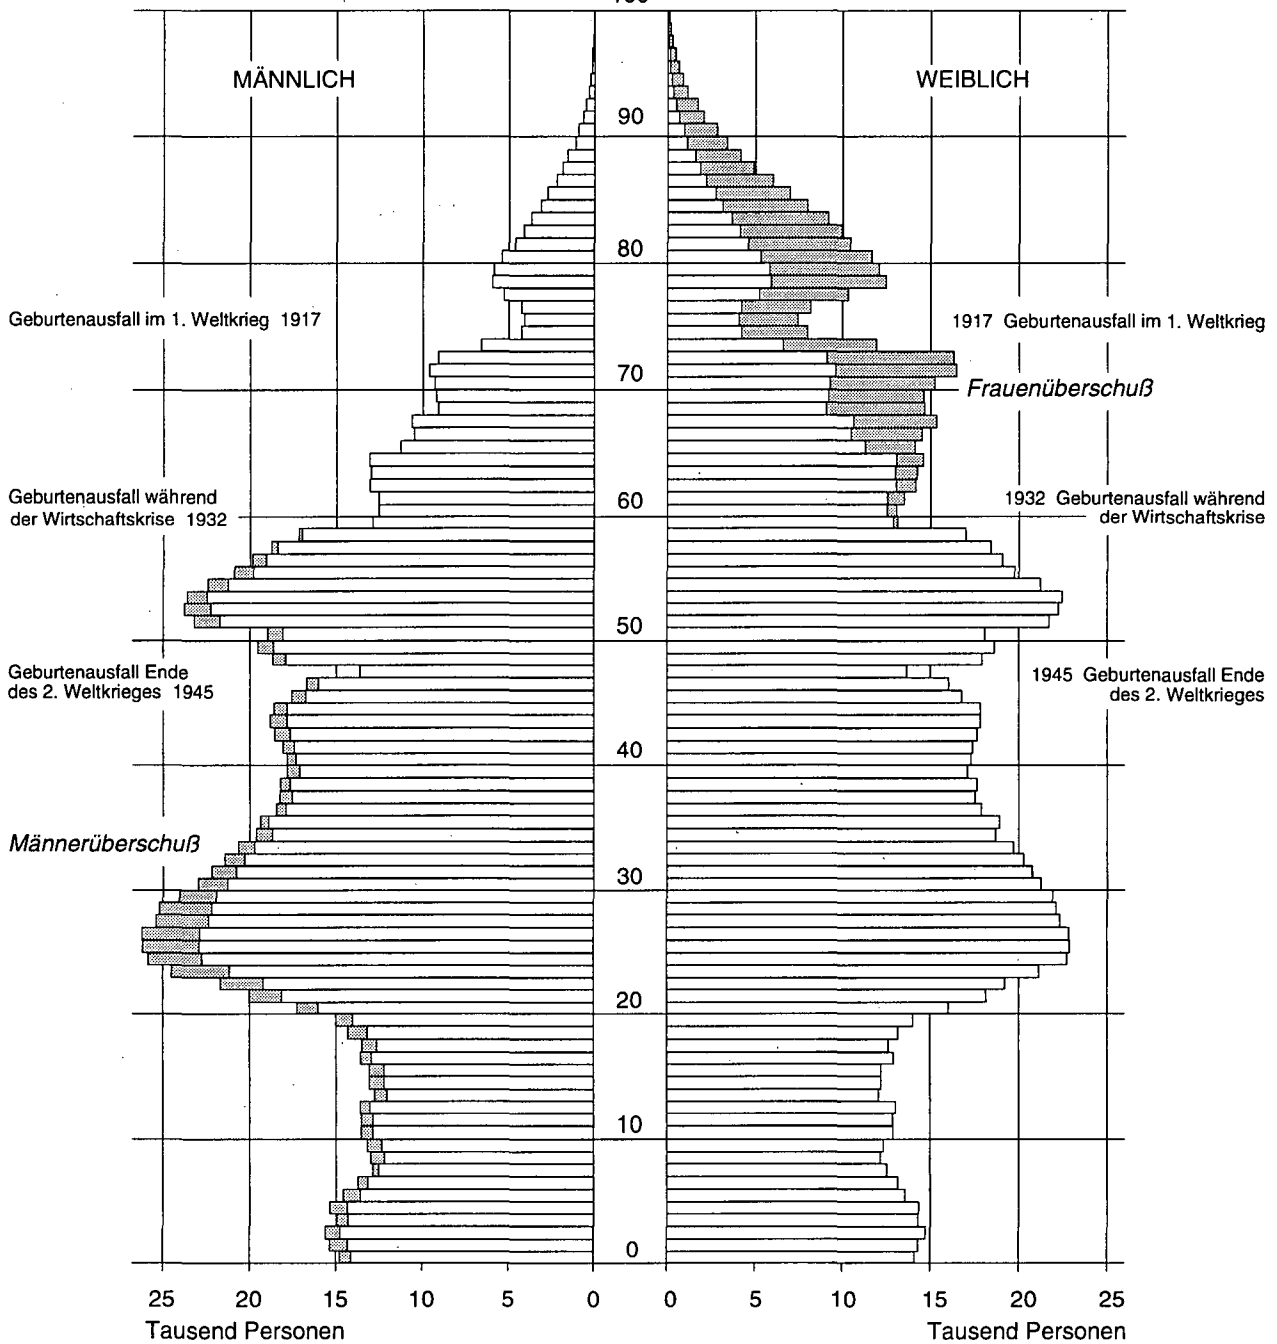 100
MÄNNLICH
WEIBLICH
90
80
Geburtenausfall im 1. Weltkrieg 1917
1917 Geburtenausfall im 1. Weltkrieg
70
Frauenüberschuß
Geburtenausfall während
der Wirtschaftskrise 1932
60
1932 Geburtenausfall während
der Wirtschaftskrise
50
Geburtenausfall Ende
des 2. Weltkrieges 1945
1945 Geburtenausfall Ende
des 2. Weltkrieges
40
Männerüberschuß
30
20
10
0
25 20 15 10 5 0 0 5 10 15 20 25
Tausend Personen
Tausend Personen